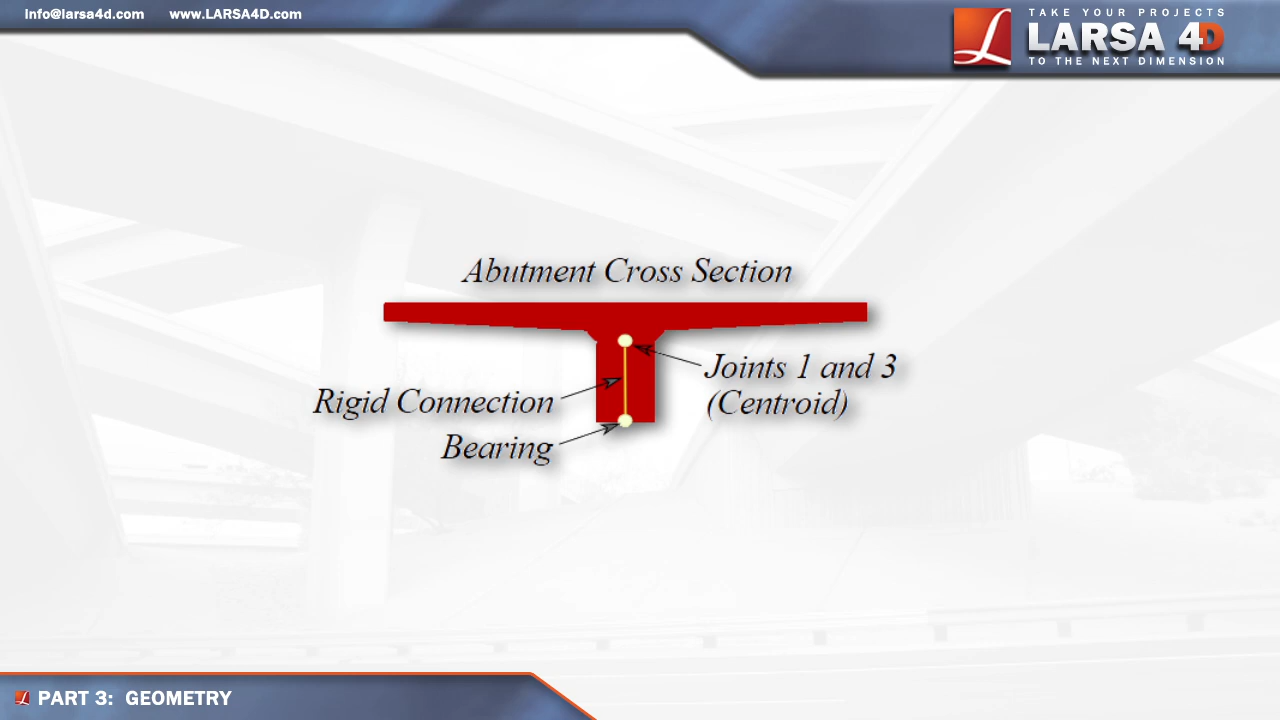 Info@larsa4d.com www.LARSA4D.com
TAKE YOUR PROJECTS
LARSA 4D
TO THE NEXT DIMENSION
Abutment Cross Section
Joints 1 and 3
(Centroid)
Rigid Connection
Bearing
PART 3: GEOMETRY